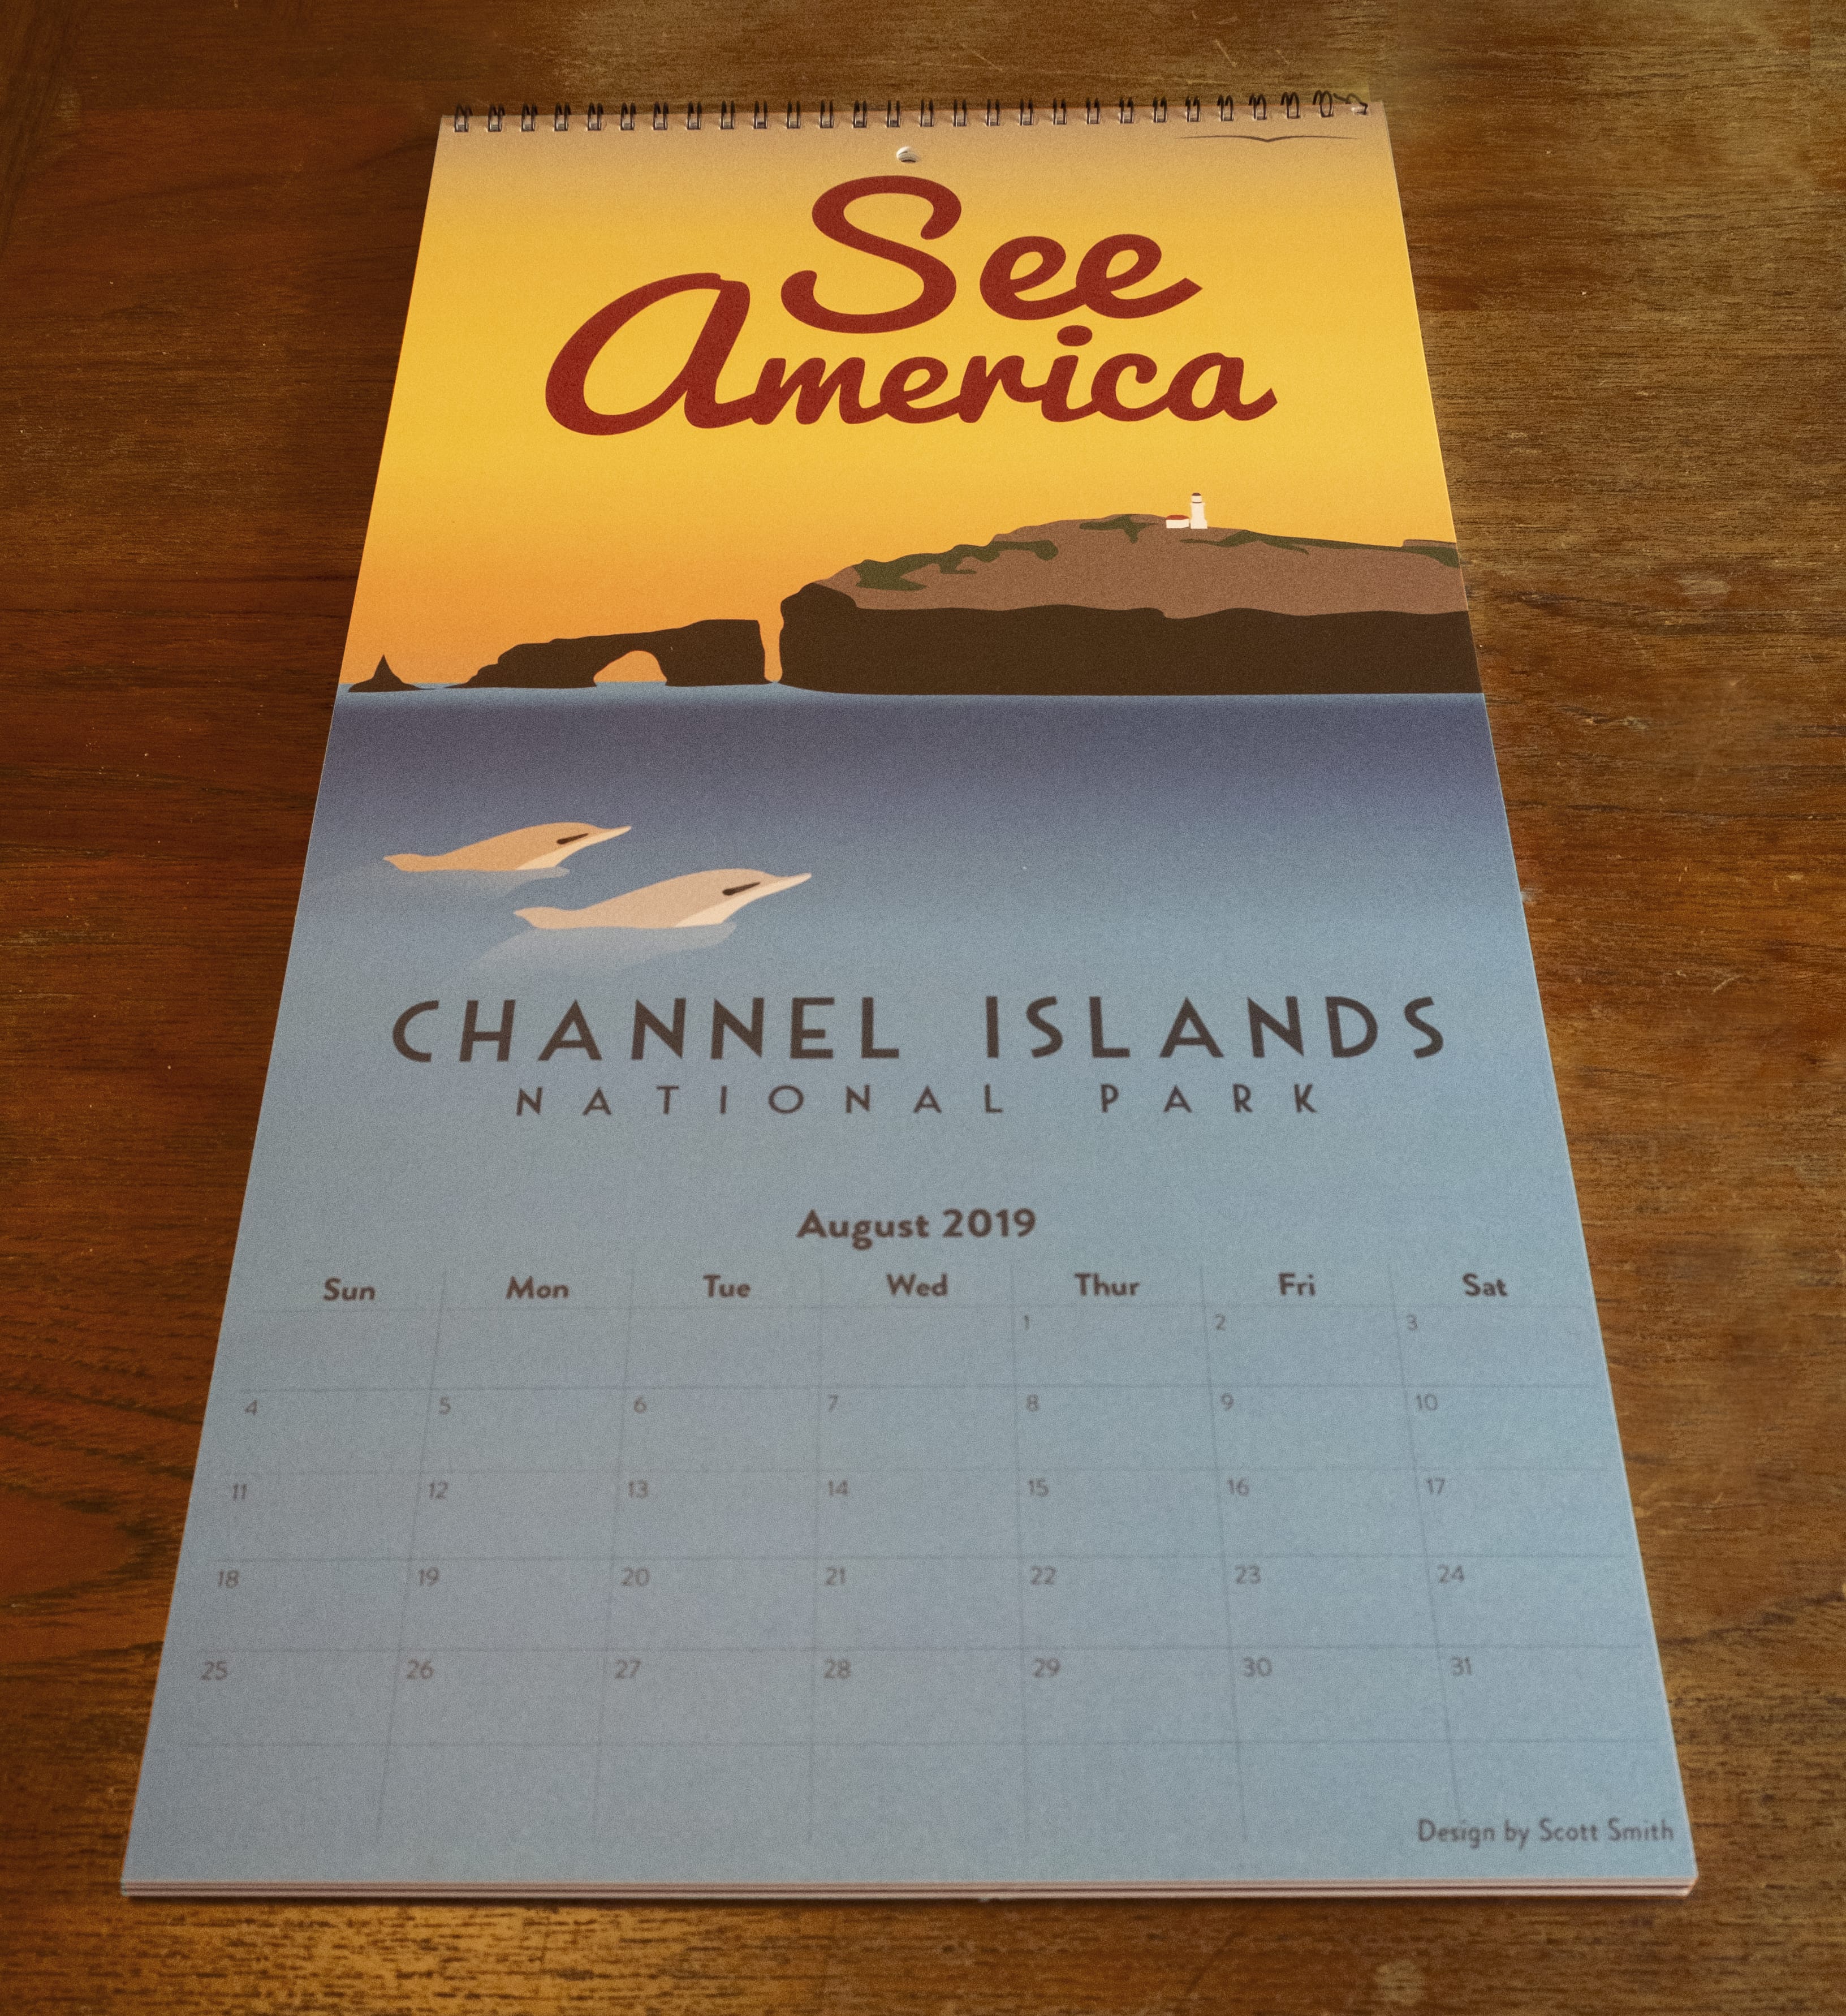 See
America
CHANNEL ISLANDS
NATIONAL PARK
August 2019
Sun Mon Tue Wed Thur Fri Sat
1 2 3
4 5 6 7 8 9 10
11 12 13 14 15 16 17
18 19 20 21 22 23 24
25 26 27 28 29 30 31
Design by Scott Smith